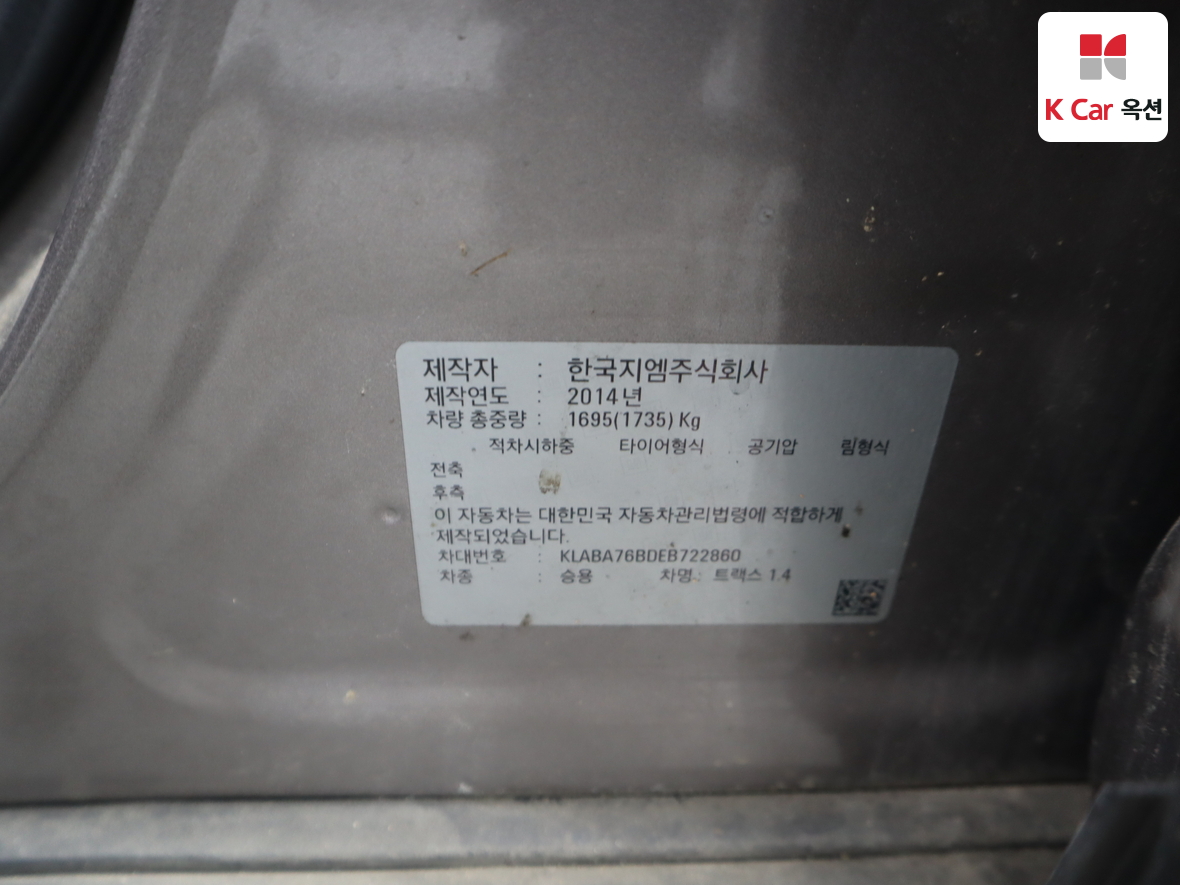 K Car 옥션
제작자 : 한국지엠주식회사
제작연도 : 2014년
차량 총중량 : 1695(1735) Kg
적차시하중 타이어형식 공기압 림형식
전축
후축
이 자동차는 대한민국 자동차관리법령에 적합하게
제작되었습니다.
차대번호 : KLABA76BDEB722860
차종 : 승용 차명 : 트랙스 1.4